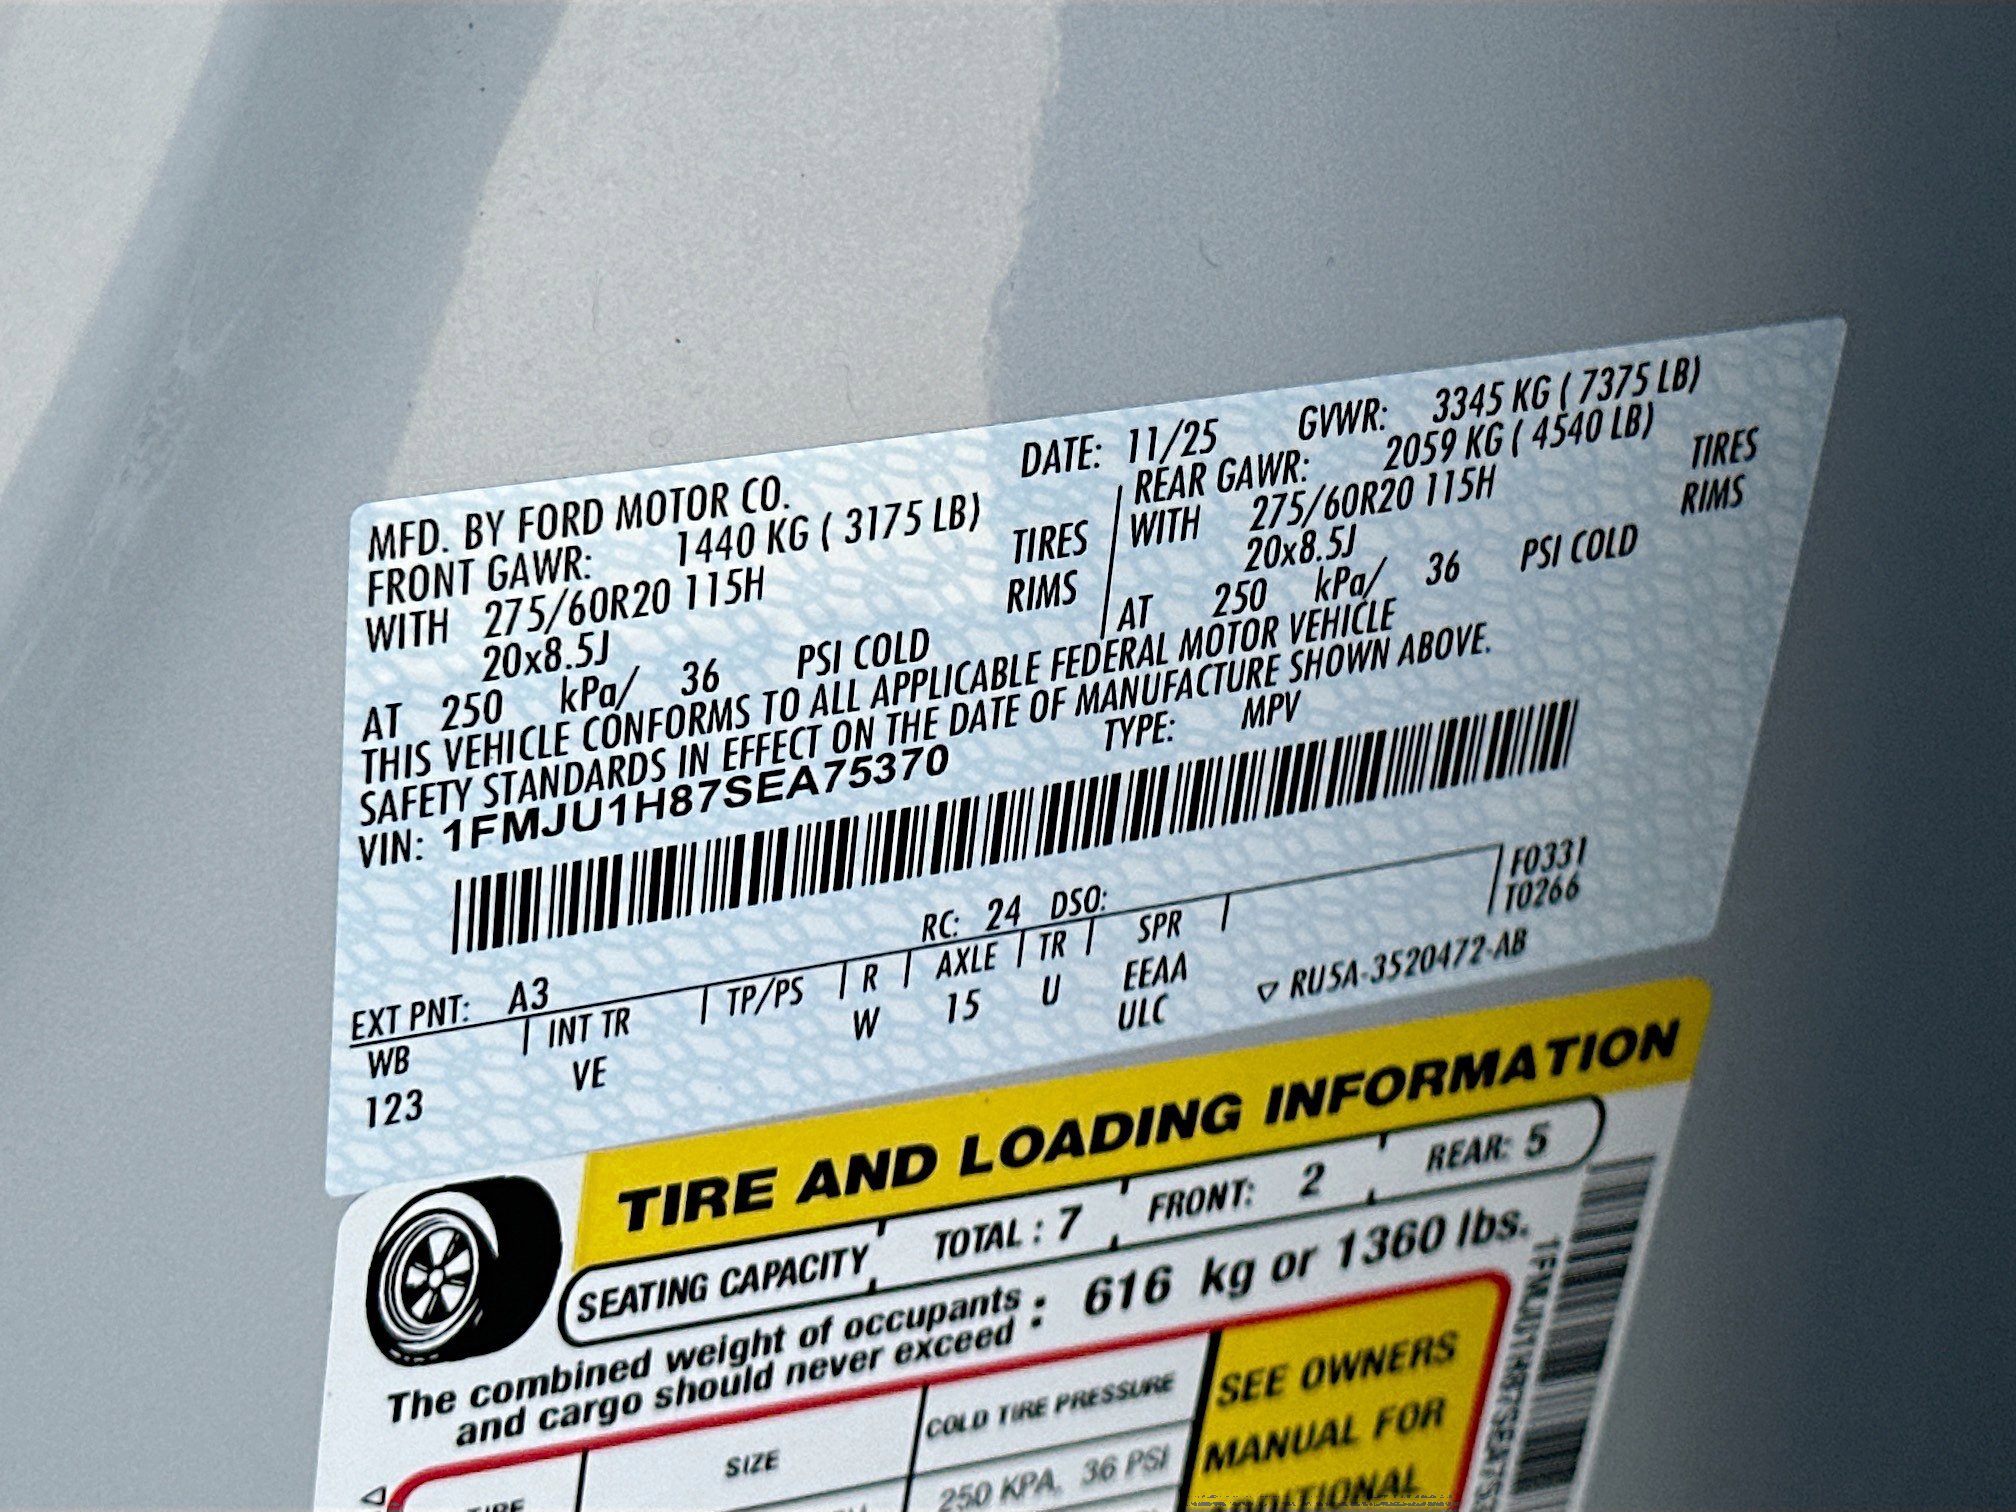 MFD. BY FORD MOTOR CO. DATE: 11/25 GVWR: 3345 KG ( 7375 LB)
FRONT GAWR: 1440 KG ( 3175 LB) REAR GAWR: 2059 KG ( 4540 LB)
WITH 275/60R20 115H TIRES WITH 275/60R20 115H TIRES
20x8.5J RIMS 20x8.5J RIMS
AT 250 kPa/ 36 PSI COLD AT 250 kPa/ 36 PSI COLD
THIS VEHICLE CONFORMS TO ALL APPLICABLE FEDERAL MOTOR VEHICLE
SAFETY STANDARDS IN EFFECT ON THE DATE OF MANUFACTURE SHOWN ABOVE.
VIN: 1FMJU1H87SEA75370 TYPE: MPV
F0331
T0266
EXT PNT: A3 RC: 24 DSO:
WB INT TR TP/PS R AXLE TR SPR
123 VE W 15 U EEAA
ULC
▽ RU5A-3520472-AB
TIRE AND LOADING INFORMATION
SEATING CAPACITY TOTAL : 7 FRONT: 2 REAR: 5
The combined weight of occupants
and cargo should never exceed : 616 kg or 1360 lbs.
SIZE COLD TIRE PRESSURE
250 KPA, 36 PSI
SEE OWNERS
MANUAL FOR